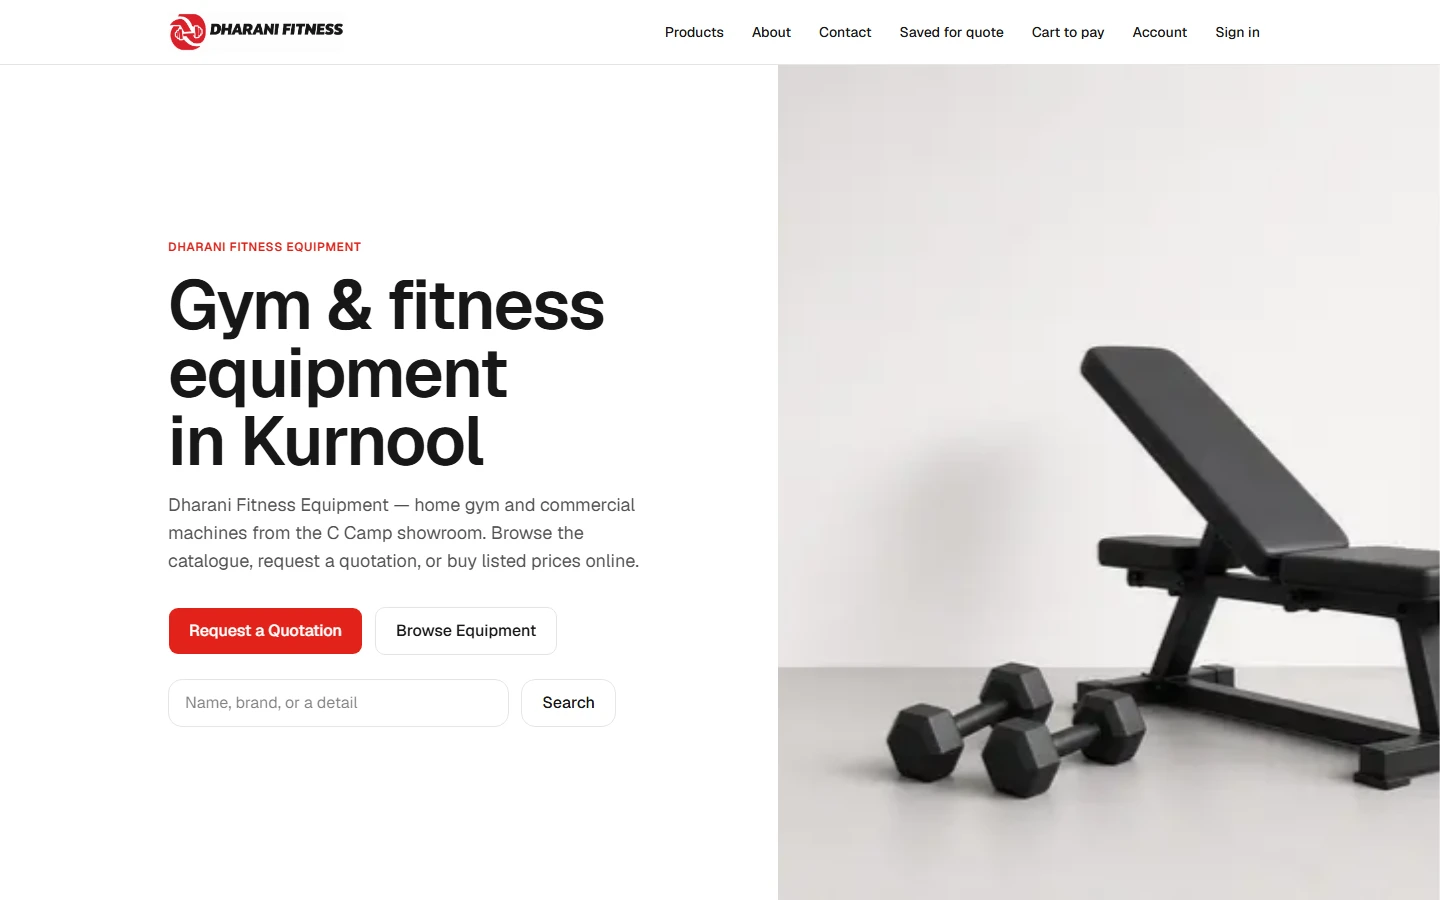 DHARANI FITNESS
Products
About
Contact
Saved for quote
Cart to pay
Account
Sign in
DHARANI FITNESS EQUIPMENT
Gym & fitness
equipment
in Kurnool
Dharani Fitness Equipment — home gym and commercial
machines from the C Camp showroom. Browse the
catalogue, request a quotation, or buy listed prices online.
Request a Quotation
Browse Equipment
Name, brand, or a detail
Search